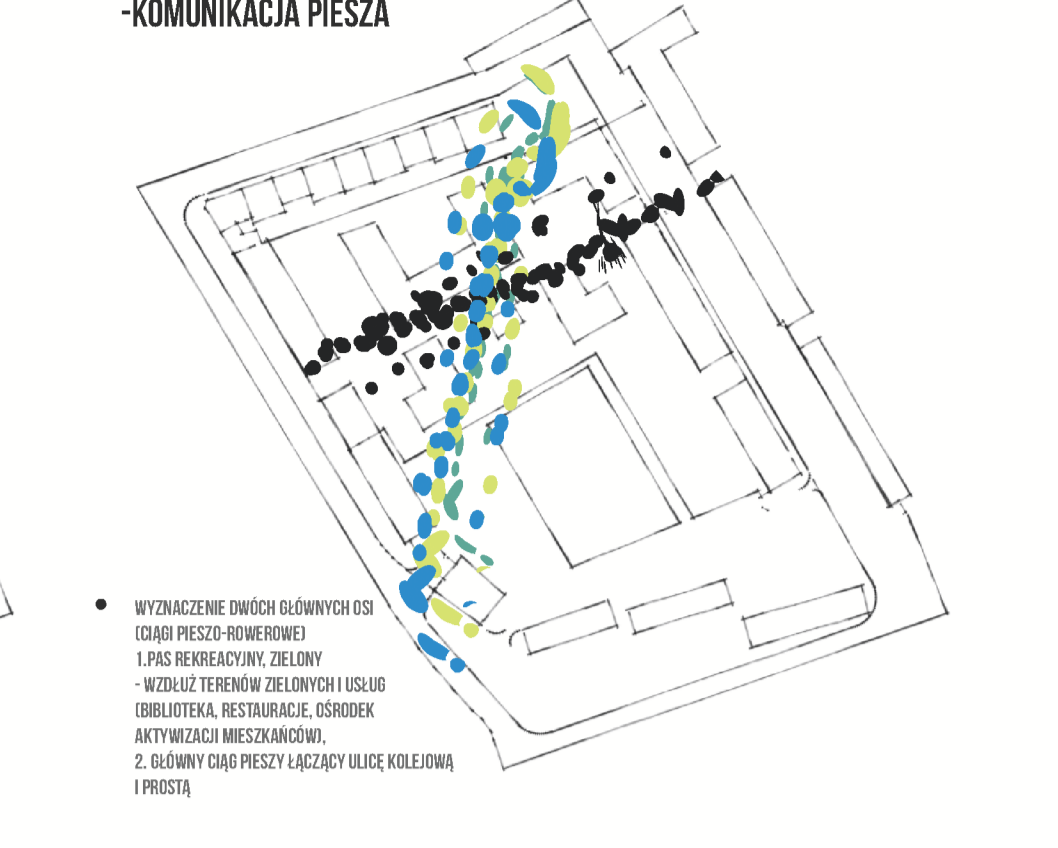 -KOMUNIKACJA PIESZA
WYZNACZENIE DWÓCH GŁÓWNYCH OSI
(CIĄGI PIESZO-ROWEROWE)
1.PAS REKREACYJNY, ZIELONY
- WZDŁUŻ TERENÓW ZIELONYCH I USŁUG
(BIBLIOTEKA, RESTAURACJE, OŚRODEK
AKTYWIZACJI MIESZKAŃCÓW),
2. GŁÓWNY CIĄG PIESZY ŁĄCZĄCY ULICĘ KOLEJOWĄ
I PROSTĄ